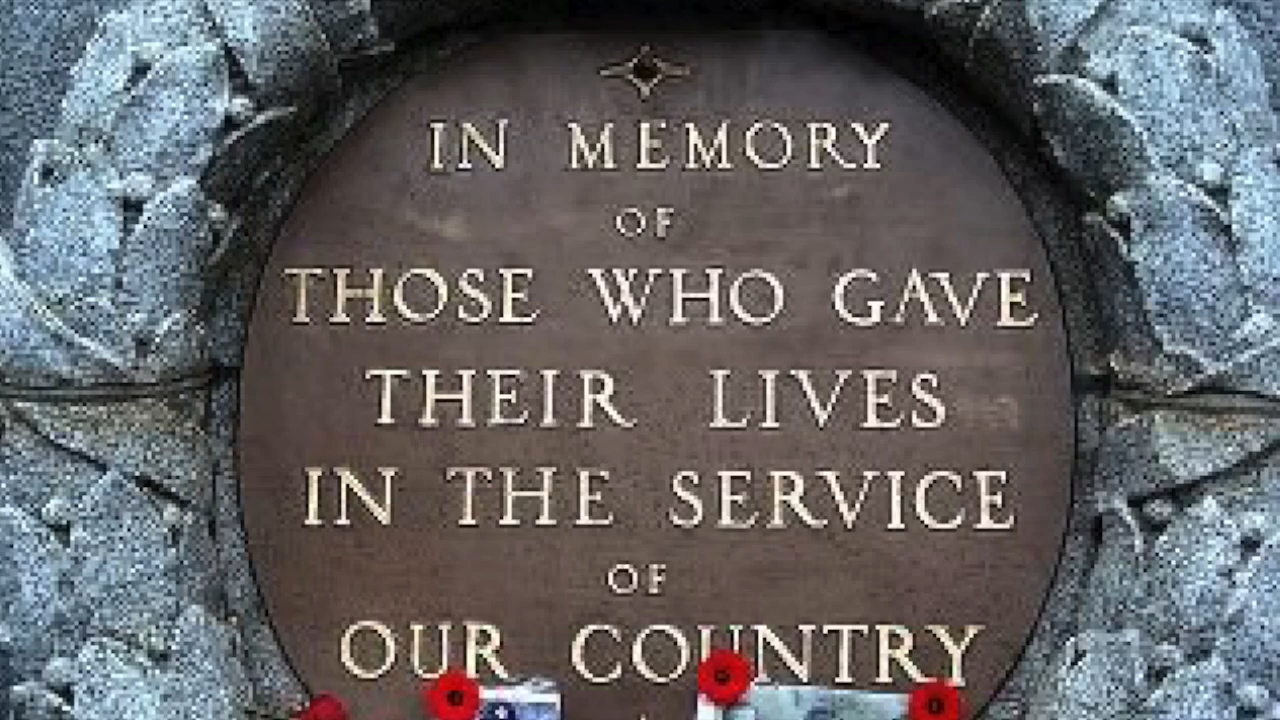 IN MEMORY
OF
THOSE WHO GAVE
THEIR LIVES
IN THE SERVICE
OF
OUR COUNTRY